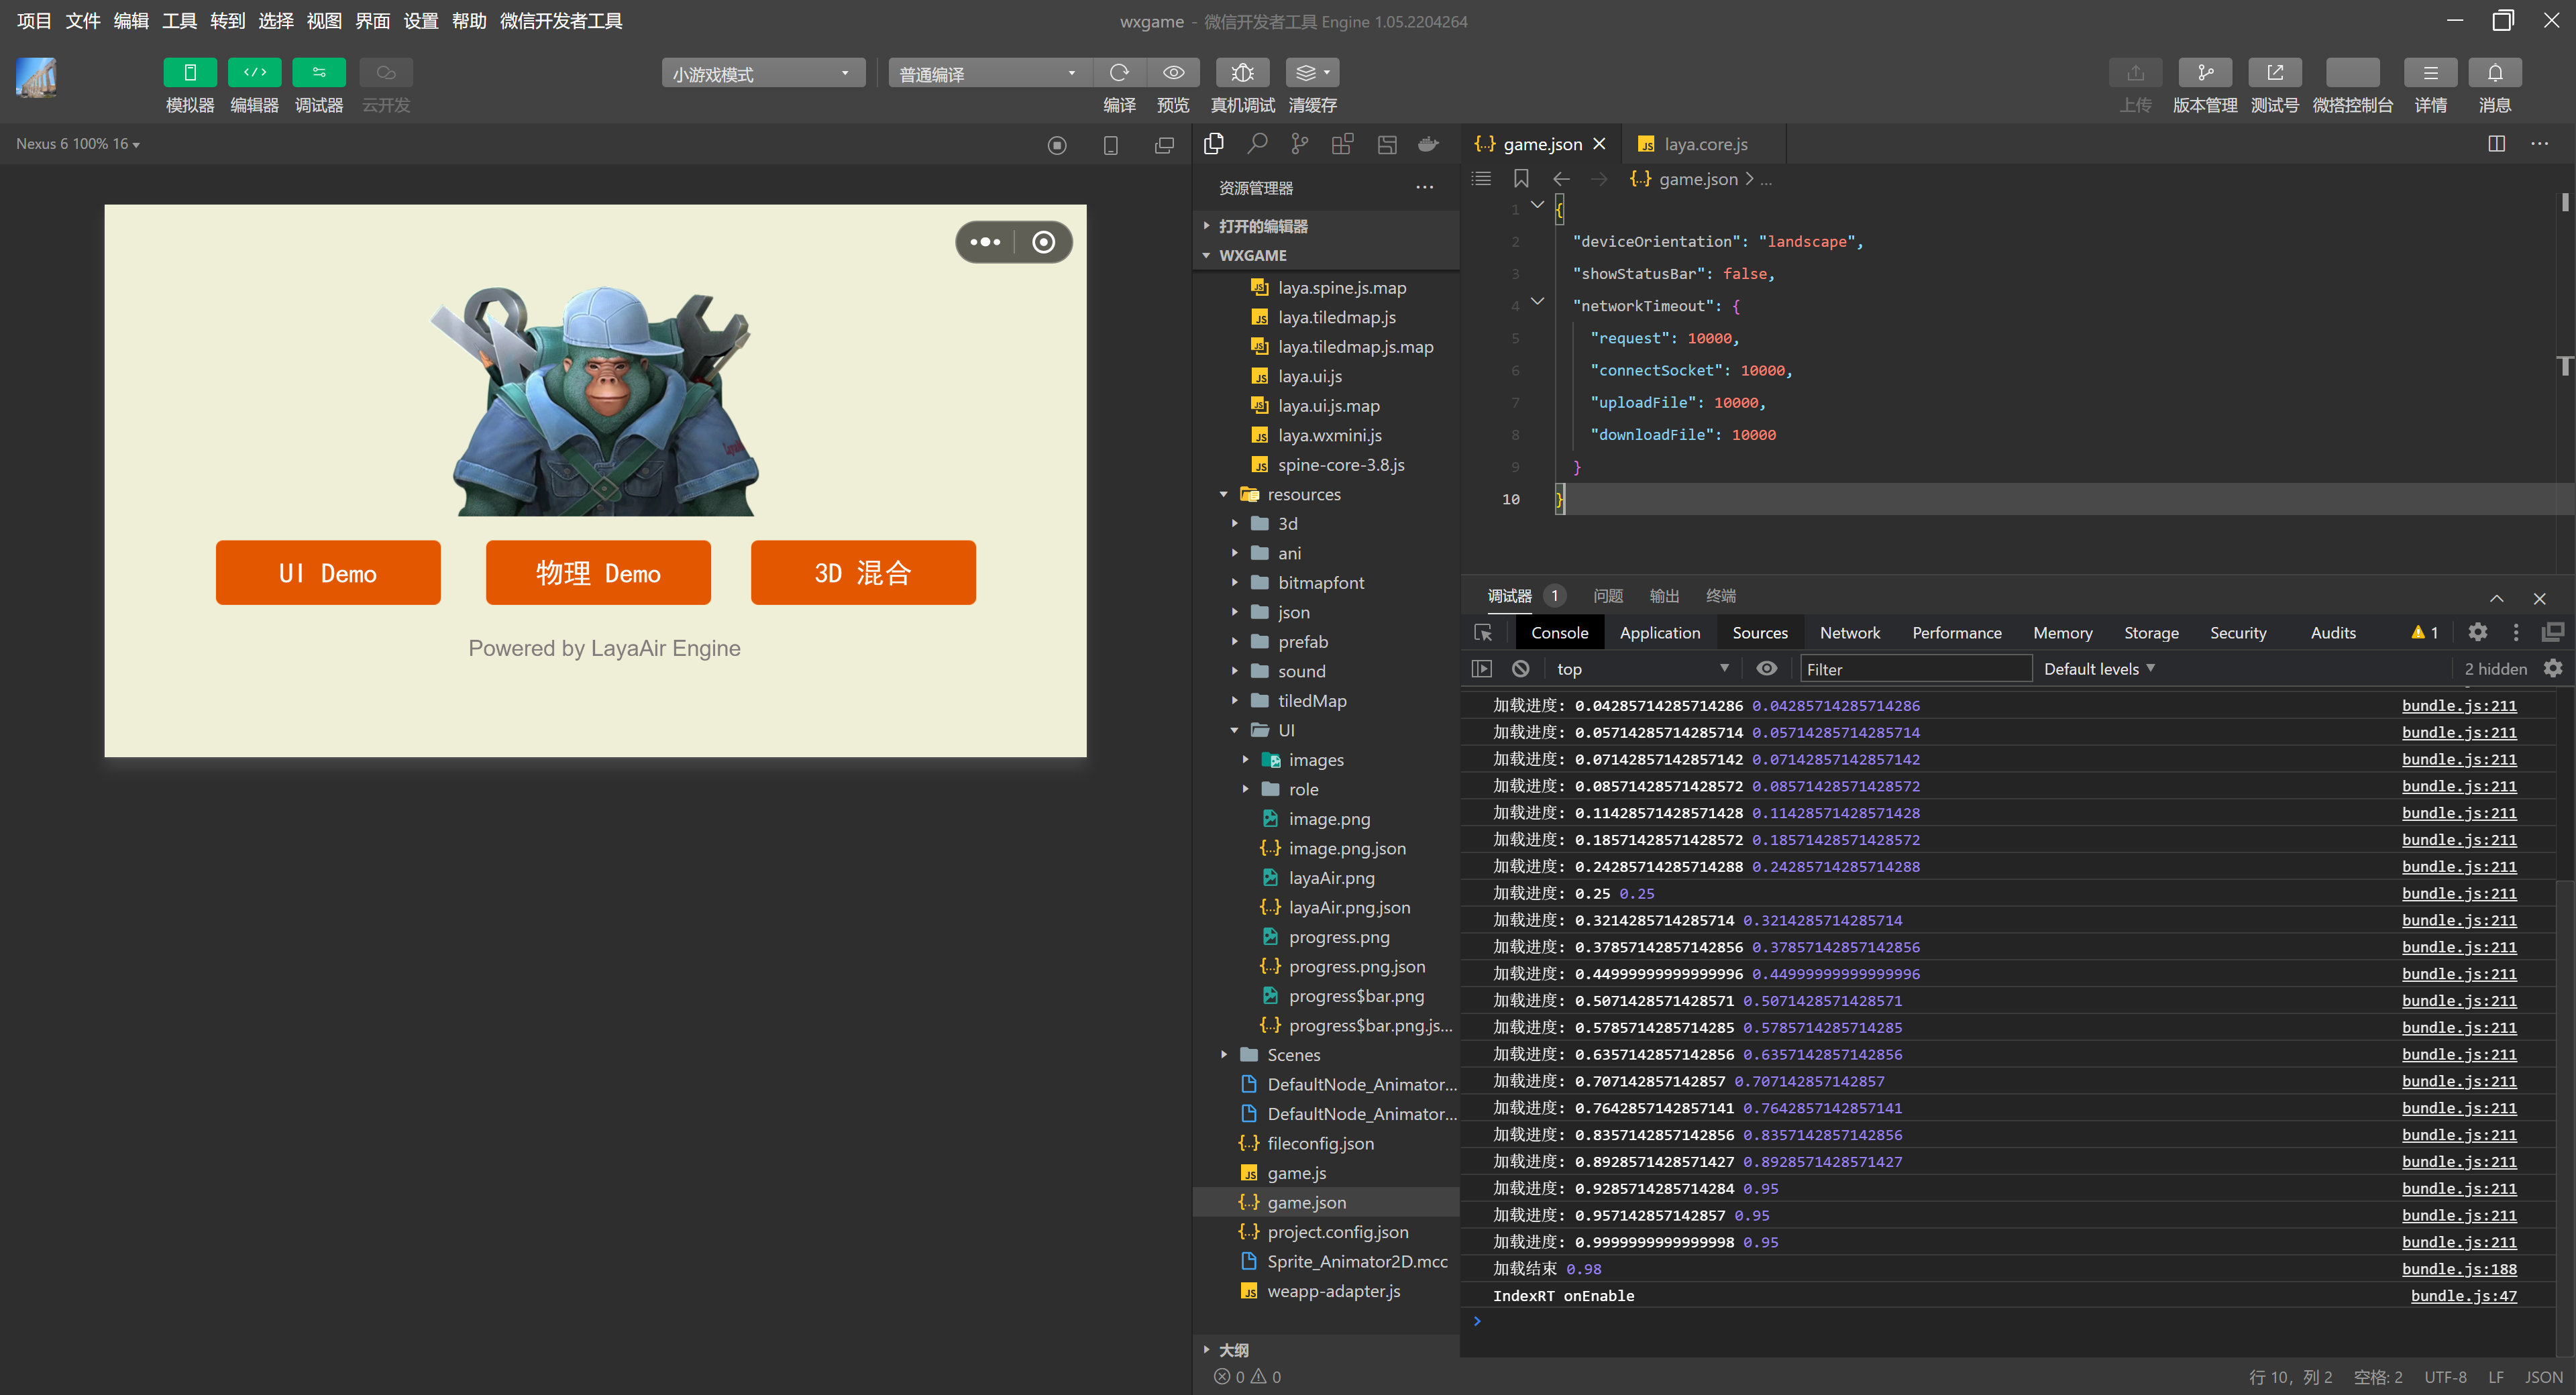 项目 文件 编辑 工具 转到 选择 视图 界面 设置 帮助 微信开发者工具
wxgame - 微信开发者工具 Engine 1.05.2204264
模拟器 编辑器 调试器 云开发
小游戏模式
普通编译
编译 预览 真机调试 清缓存
上传 版本管理 测试号 微搭控制台 详情 消息
Nexus 6 100% 16
UI Demo
物理 Demo
3D 混合
Powered by LayaAir Engine
资源管理器
打开的编辑器
WXGAME
laya.spine.js.map
laya.tiledmap.js
laya.tiledmap.js.map
laya.ui.js
laya.ui.js.map
laya.wxmini.js
spine-core-3.8.js
resources
3d
ani
bitmapfont
json
prefab
sound
tiledMap
UI
images
role
image.png
image.png.json
layaAir.png
layaAir.png.json
progress.png
progress.png.json
progress$bar.png
progress$bar.png.js...
Scenes
DefaultNode_Animator...
DefaultNode_Animator...
fileconfig.json
game.js
game.json
project.config.json
Sprite_Animator2D.mcc
weapp-adapter.js
大纲
0 0
game.json laya.core.js
game.json > ...
1 {
2 "deviceOrientation": "landscape",
3 "showStatusBar": false,
4 "networkTimeout": {
5 "request": 10000,
6 "connectSocket": 10000,
7 "uploadFile": 10000,
8 "downloadFile": 10000
9 }
10 }
调试器 1 问题 输出 终端
Console Application Sources Network Performance Memory Storage Security Audits 1
top Filter Default levels 2 hidden
加载进度: 0.04285714285714286 0.04285714285714286 bundle.js:211
加载进度: 0.05714285714285714 0.05714285714285714 bundle.js:211
加载进度: 0.07142857142857142 0.07142857142857142 bundle.js:211
加载进度: 0.08571428571428572 0.08571428571428572 bundle.js:211
加载进度: 0.11428571428571428 0.11428571428571428 bundle.js:211
加载进度: 0.18571428571428572 0.18571428571428572 bundle.js:211
加载进度: 0.24285714285714288 0.24285714285714288 bundle.js:211
加载进度: 0.25 0.25 bundle.js:211
加载进度: 0.3214285714285714 0.3214285714285714 bundle.js:211
加载进度: 0.37857142857142856 0.37857142857142856 bundle.js:211
加载进度: 0.44999999999999996 0.44999999999999996 bundle.js:211
加载进度: 0.5071428571428571 0.5071428571428571 bundle.js:211
加载进度: 0.5785714285714285 0.5785714285714285 bundle.js:211
加载进度: 0.6357142857142856 0.6357142857142856 bundle.js:211
加载进度: 0.707142857142857 0.707142857142857 bundle.js:211
加载进度: 0.7642857142857141 0.7642857142857141 bundle.js:211
加载进度: 0.8357142857142856 0.8357142857142856 bundle.js:211
加载进度: 0.8928571428571427 0.8928571428571427 bundle.js:211
加载进度: 0.9285714285714284 0.95 bundle.js:211
加载进度: 0.957142857142857 0.95 bundle.js:211
加载进度: 0.9999999999999998 0.95 bundle.js:211
加载结束 0.98 bundle.js:188
IndexRT onEnable bundle.js:47
行 10，列 2 空格: 2 UTF-8 LF JSON